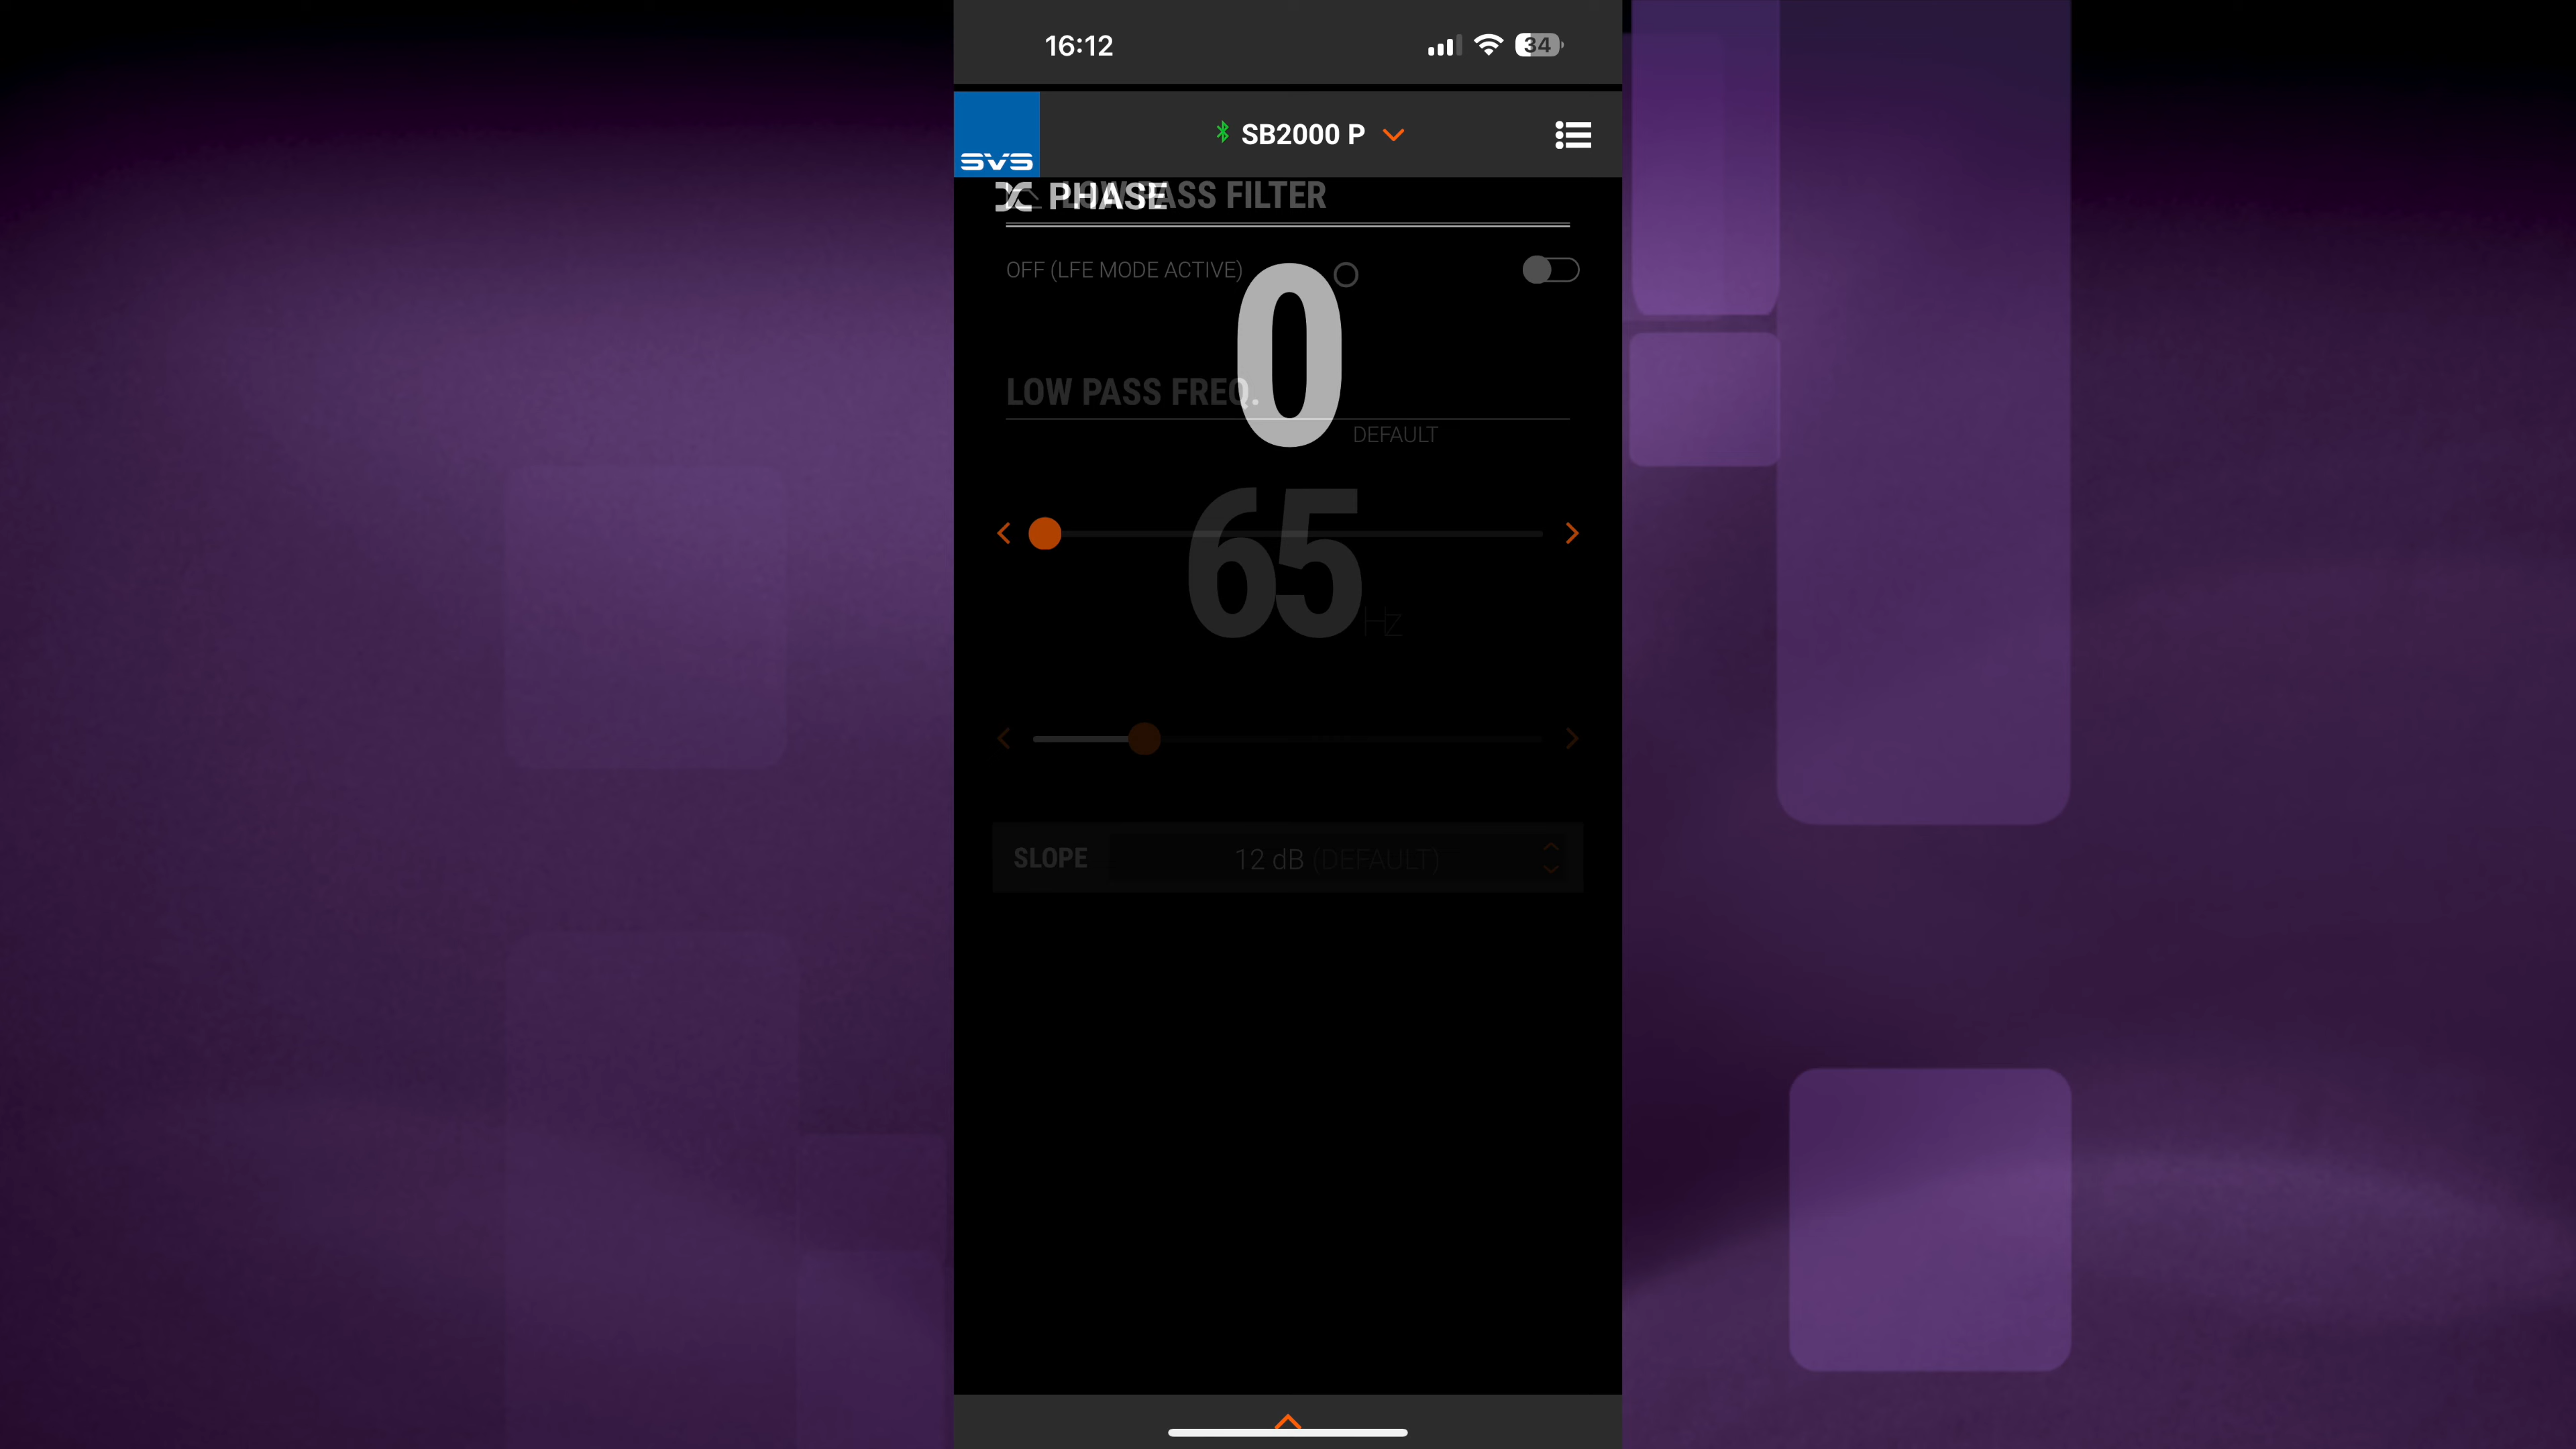 16:12
34
SVS
SB2000 P
PHASE
LOW PASS FILTER
OFF (LFE MODE ACTIVE)
0
LOW PASS FREQ.
DEFAULT
65 Hz
SLOPE 12 dB (DEFAULT)